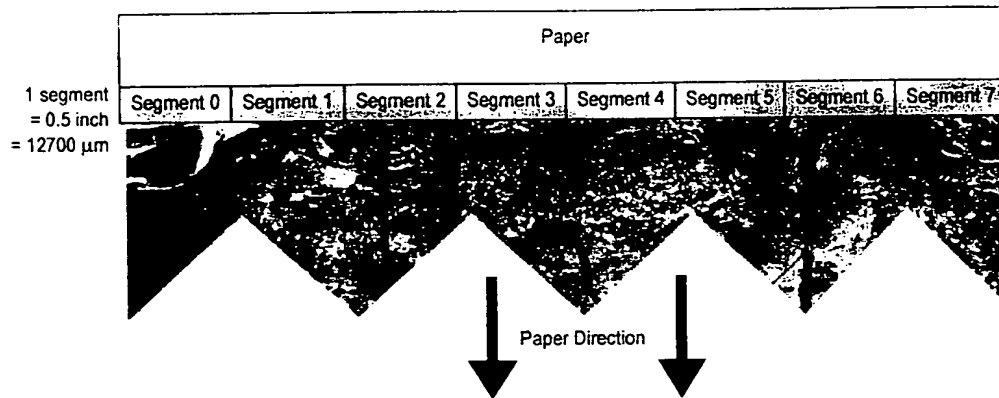 Paper
1 segment
= 0.5 inch
= 12700 µm
Segment 0 Segment 1 Segment 2 Segment 3 Segment 4 Segment 5 Segment 6 Segment 7
Paper Direction